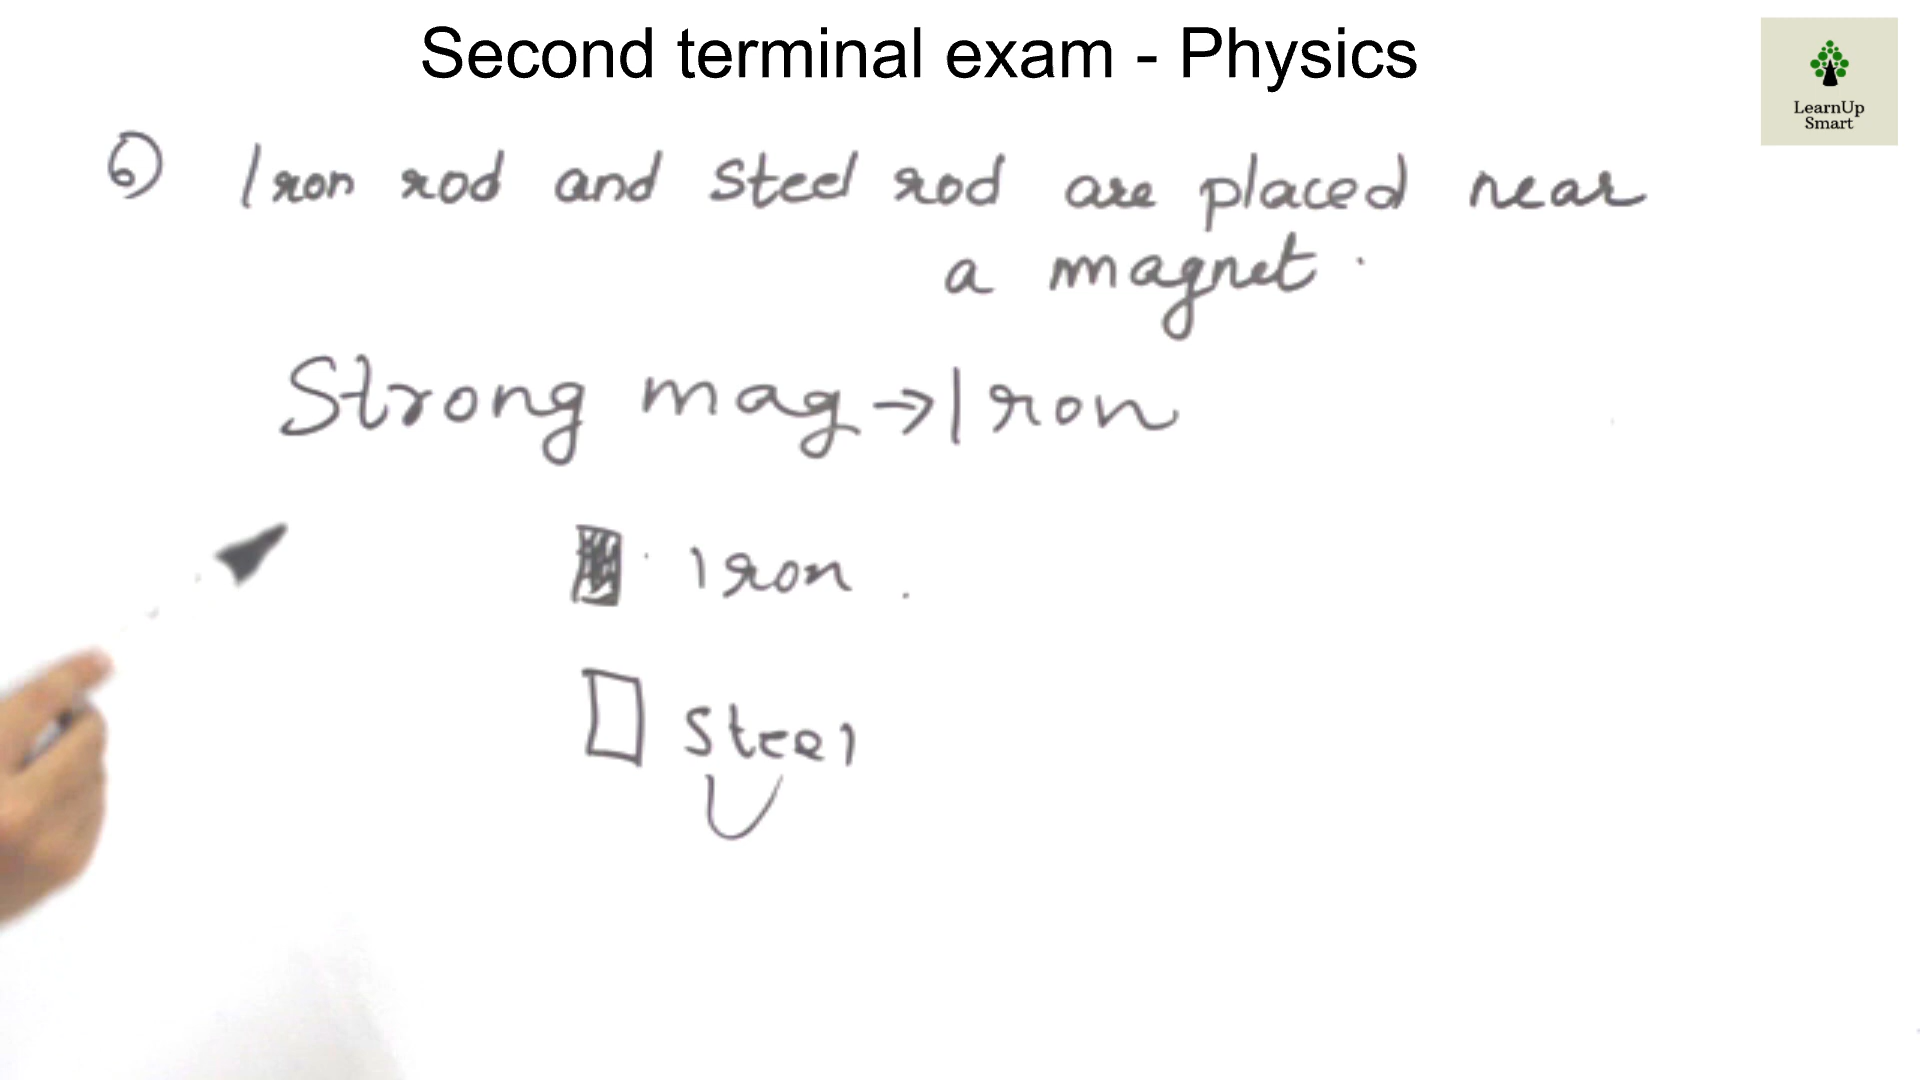 Second terminal exam - Physics
LearnUp
Smart
6) Iron rod and steel rod are placed near
a magnet.
Strong mag → Iron
Iron
Steel